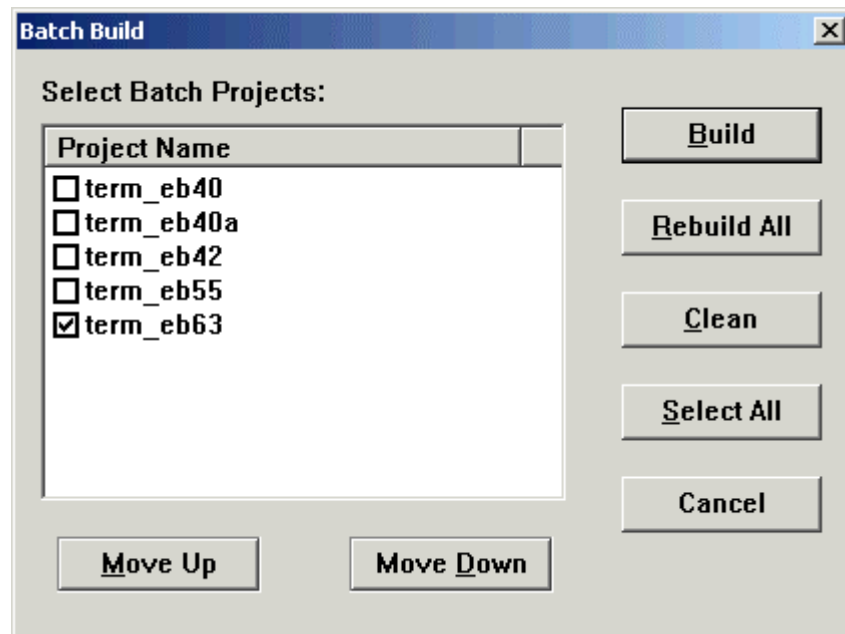 Batch Build
Select Batch Projects:
Project Name
term_eb40
term_eb40a
term_eb42
term_eb55
term_eb63
Build
Rebuild All
Clean
Select All
Cancel
Move Up
Move Down